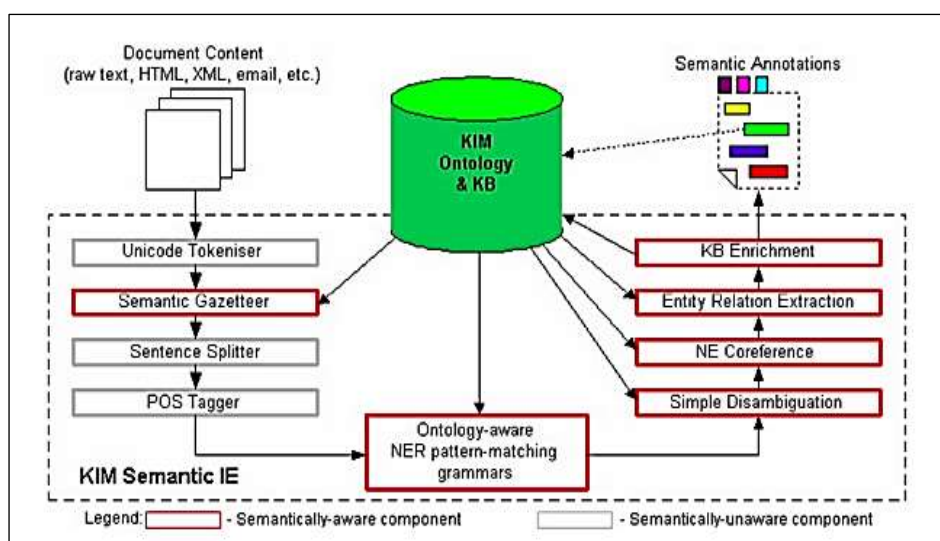 Document Content
(raw text, HTML, XML, email, etc.)
Semantic Annotations
KIM
Ontology
& KB
Unicode Tokeniser
Semantic Gazetteer
Sentence Splitter
POS Tagger
Ontology-aware
NER pattern-matching
grammars
KB Enrichment
Entity Relation Extraction
NE Coreference
Simple Disambiguation
KIM Semantic IE
Legend: - Semantically-aware component - Semantically-unaware component